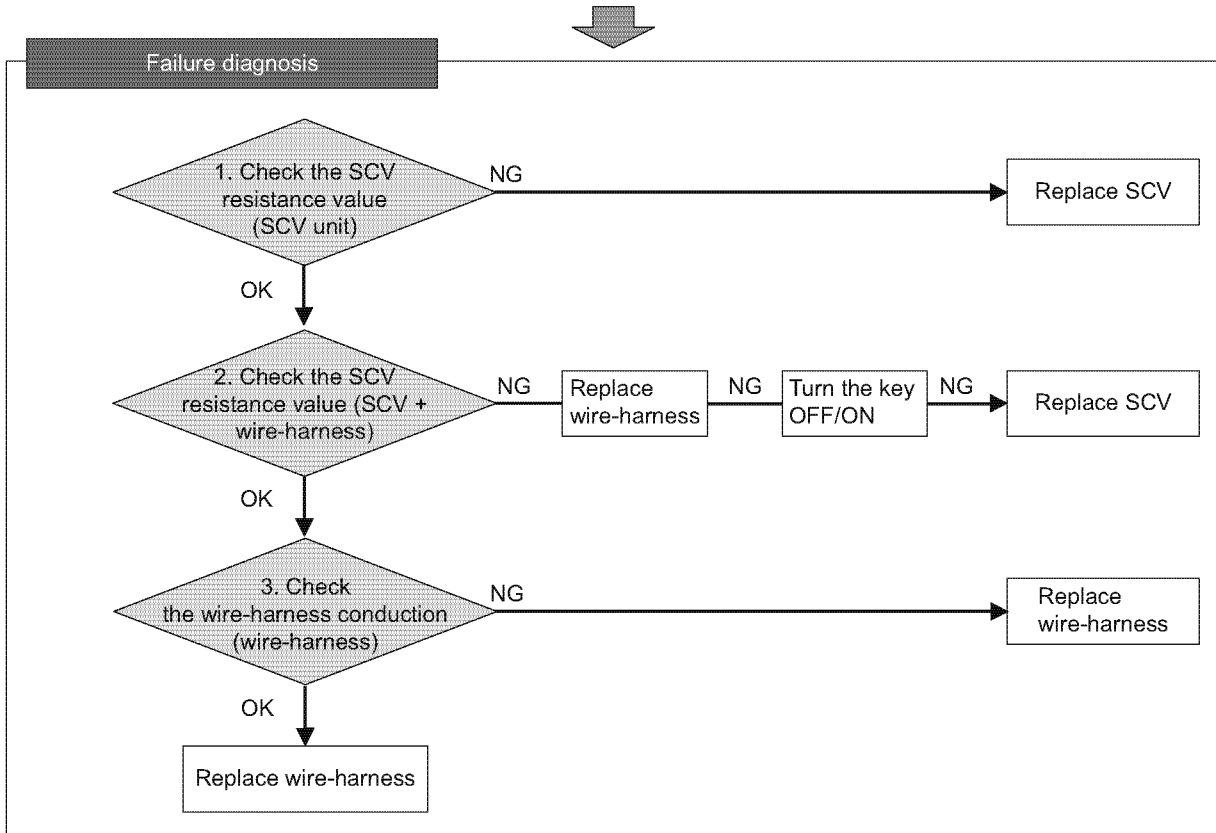 Failure diagnosis
1. Check the SCV
resistance value
(SCV unit)
NG
Replace SCV
OK
2. Check the SCV
resistance value (SCV +
wire-harness)
NG
Replace
wire-harness
NG
Turn the key
OFF/ON
NG
Replace SCV
OK
3. Check
the wire-harness conduction
(wire-harness)
NG
Replace
wire-harness
OK
Replace wire-harness